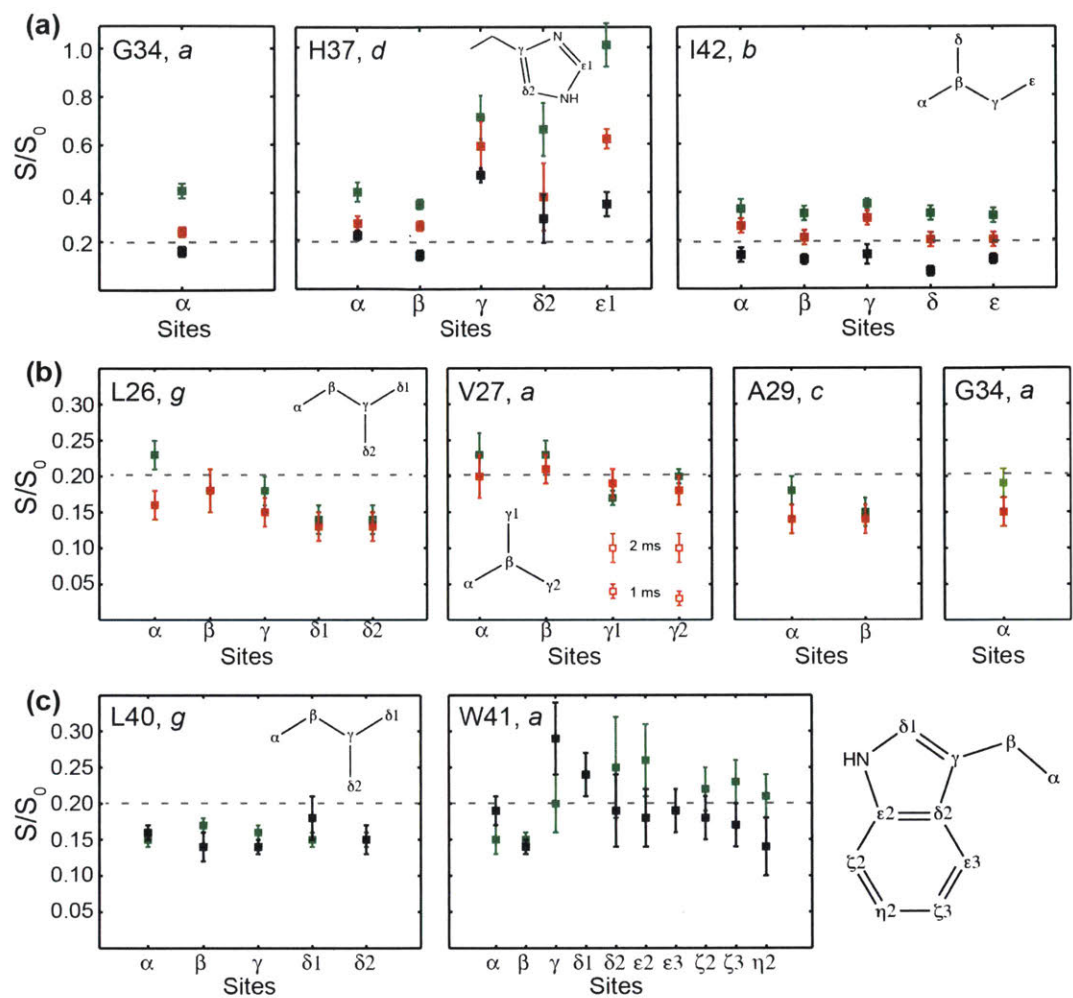 (a)
G34, a
H37, d
I42, b
S/S0
1.0
0.8
0.6
0.4
0.2
γ
N
ε1
δ2
NH
δ
β
α
γ
ε
α
α β γ δ2 ε1
α β γ δ ε
Sites
Sites
Sites
(b)
L26, g
V27, a
A29, c
G34, a
S/S0
0.30
0.25
0.20
0.15
0.10
0.05
α
β
γ
δ1
δ2
γ1
β
α
γ2
2 ms
1 ms
α β γ δ1 δ2
α β γ1 γ2
α β
α
Sites
Sites
Sites
Sites
(c)
L40, g
W41, a
S/S0
0.30
0.25
0.20
0.15
0.10
0.05
α
β
γ
δ1
δ2
α β γ δ1 δ2
α β γ δ1 δ2 ε2 ε3 ζ2 ζ3 η2
Sites
Sites
δ1
HN
γ
β
α
ε2
δ2
ζ2
ε3
η2
ζ3